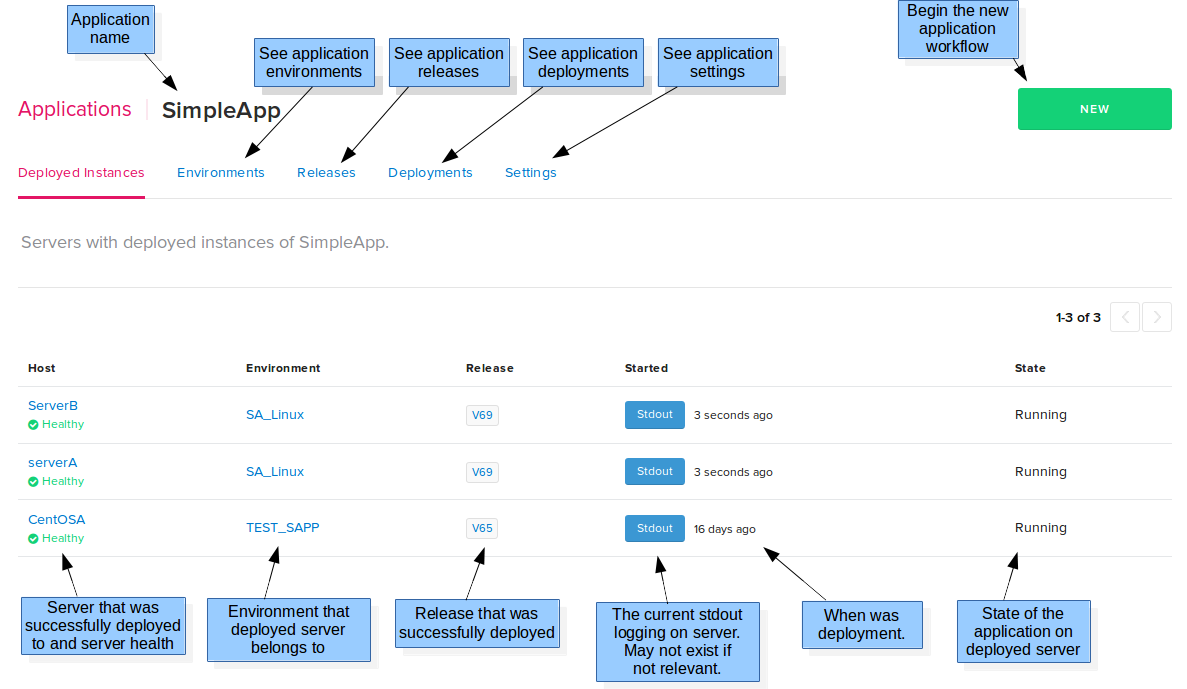 Application
name
Begin the new
application
workflow
See application
environments
See application
releases
See application
deployments
See application
settings
Applications
SimpleApp
NEW
Deployed Instances
Environments
Releases
Deployments
Settings
Servers with deployed instances of SimpleApp.
1-3 of 3
Host Environment Release Started State
ServerB
Healthy
SA_Linux
V69
Stdout
3 seconds ago
Running
serverA
Healthy
SA_Linux
V69
Stdout
3 seconds ago
Running
CentOSA
Healthy
TEST_SAPP
V65
Stdout
16 days ago
Running
Server that was
successfully deployed
to and server health
Environment that
deployed server
belongs to
Release that was
successfully deployed
The current stdout
logging on server.
May not exist if
not relevant.
When was
deployment.
State of the
application on
deployed server